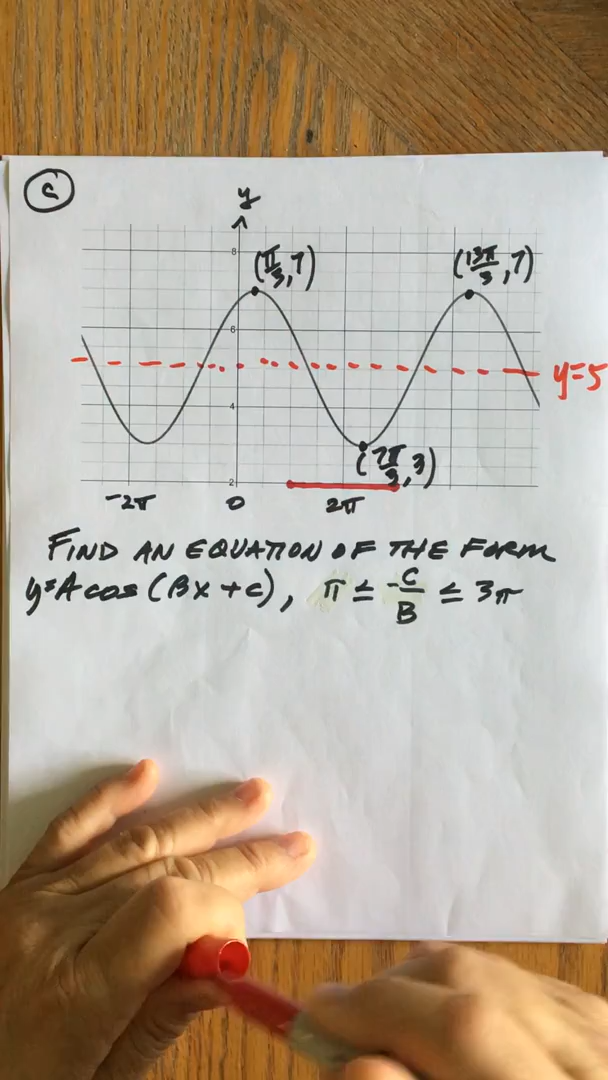 a
y
8
(π/3, 7)
(13π/3, 7)
6
y=5
4
(7π/3, 3)
2
-2π 0 2π
FIND AN EQUATION OF THE FORM
y=A cos (Bx + c), π ≤ -C/B ≤ 3π